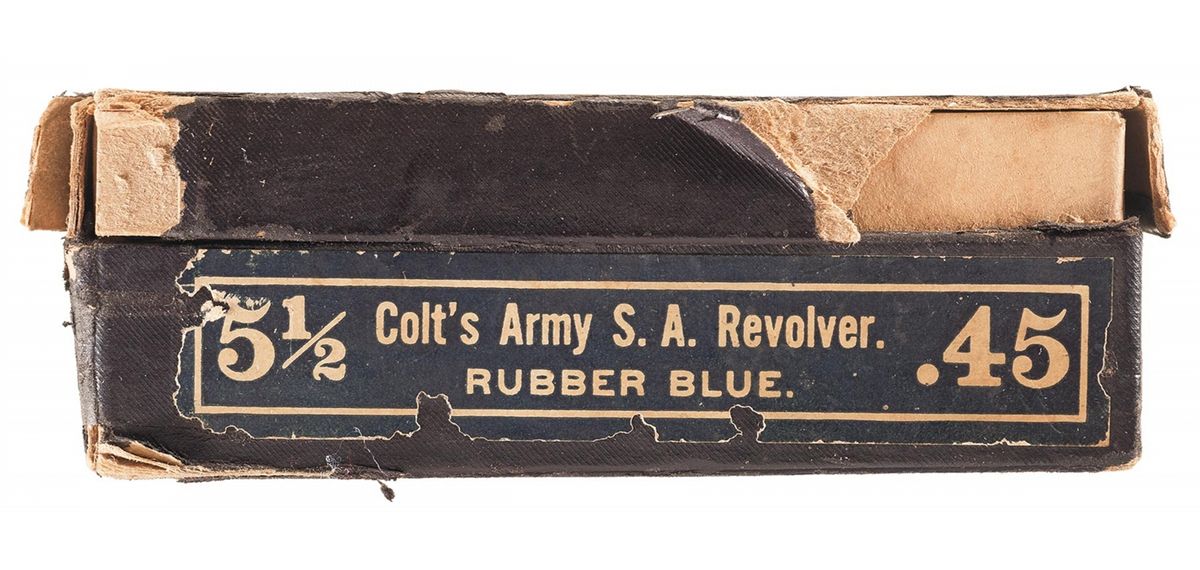 5½ Colt's Army S. A. Revolver. .45
RUBBER BLUE.